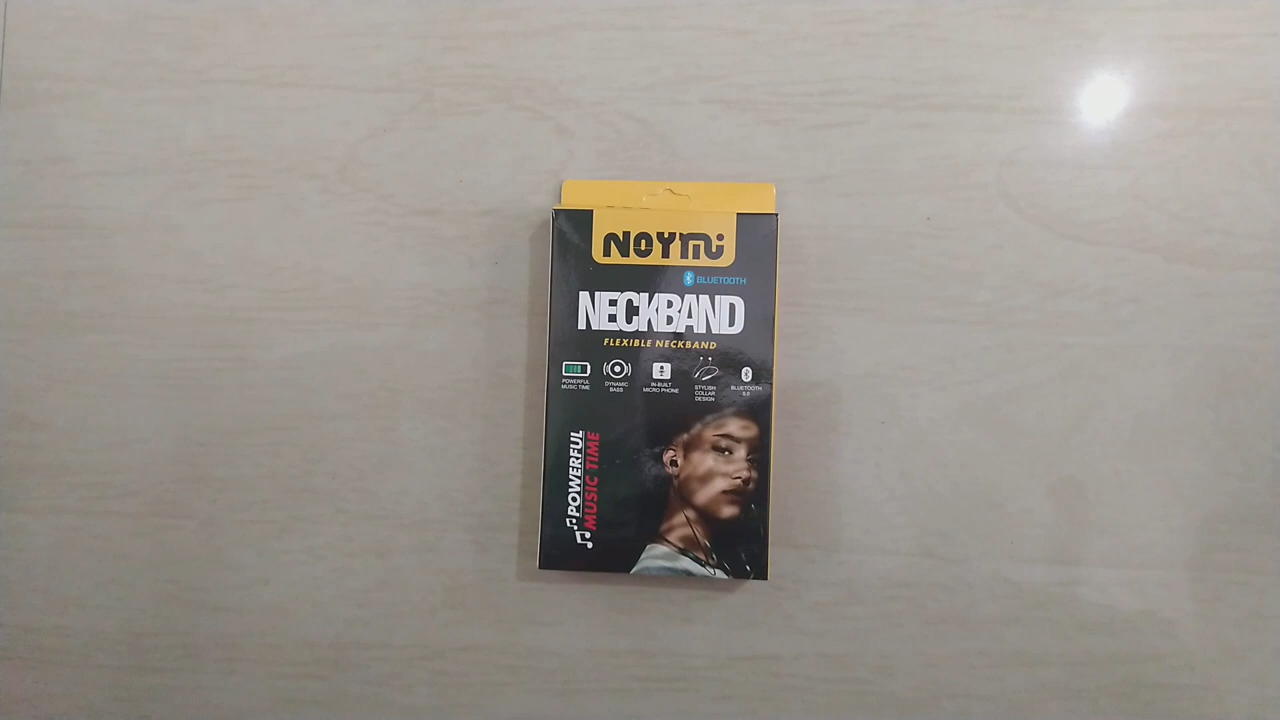 NOYMi
BLUETOOTH
NECKBAND
FLEXIBLE NECKBAND
POWERFUL
MUSIC TIME
DYNAMIC
BASS
IN-BUILT
MICRO PHONE
STYLISH
COLLAR
DESIGN
BLUETOOTH
5.0
POWERFUL
MUSIC TIME